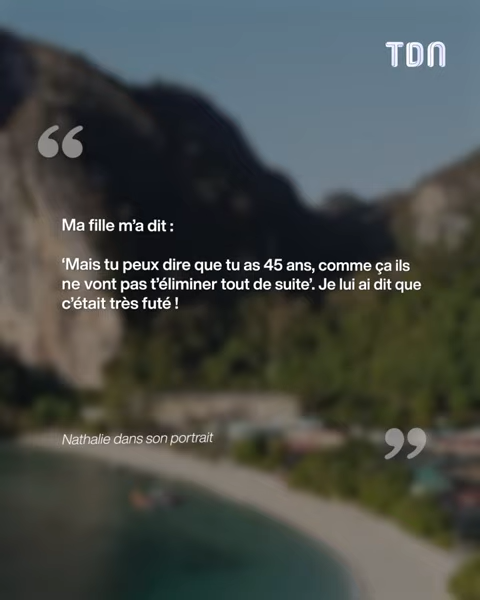 TDN
“
Ma fille m’a dit :
‘Mais tu peux dire que tu as 45 ans, comme ça ils
ne vont pas t’éliminer tout de suite’. Je lui ai dit que
c’était très futé !
Nathalie dans son portrait
”